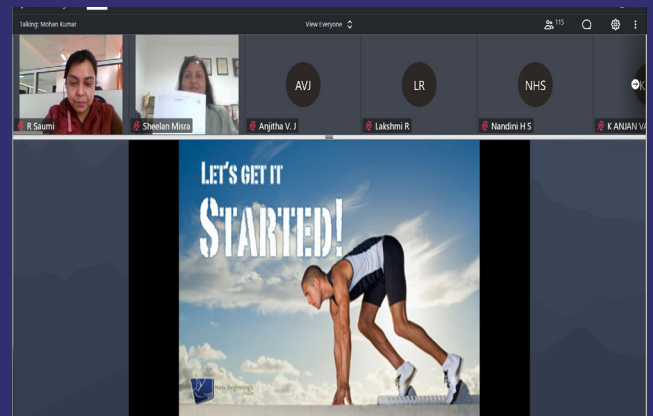 Talking: Mohan Kumar
View Everyone
115
AVJ
LR
NHS
K
R Saumi
Sheelan Misra
Anjitha V. J
Lakshmi R
Nandini H S
K ANJAN VA
LET'S GET IT
STARTED!
New Beginnings